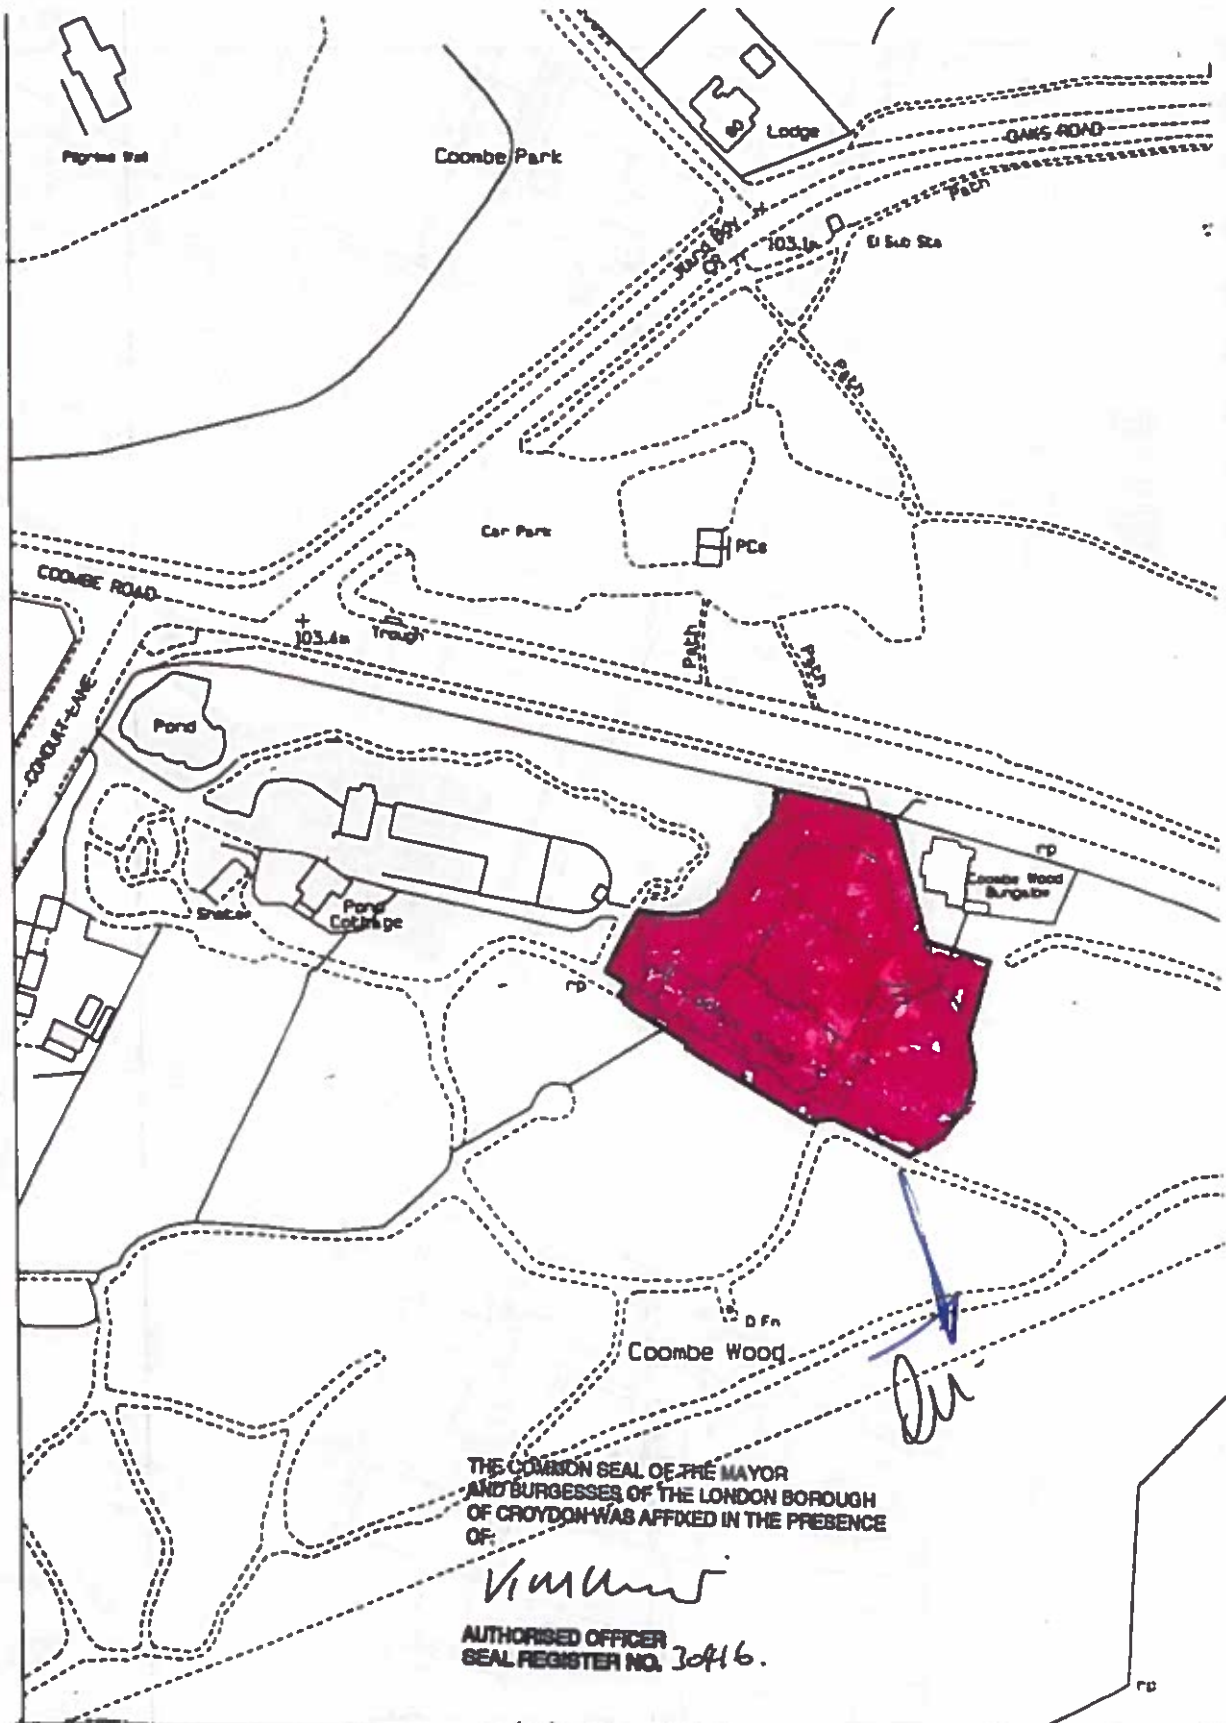 Coombe Park
Lodge
OAKS ROAD
Path
103.1m
El Sub Sta
Path
Car Park
PCs
COOMBE ROAD
103.4m
Trough
Path
Path
CONDUIT LANE
Pond
rp
Coombe Wood
Bungalow
Shelter
Pond
Cottage
rp
D Fn
Coombe Wood
THE COMMON SEAL OF THE MAYOR
AND BURGESSES OF THE LONDON BOROUGH
OF CROYDON WAS AFFIXED IN THE PRESENCE
OF:
AUTHORISED OFFICER
SEAL REGISTER NO. 30416.
rp